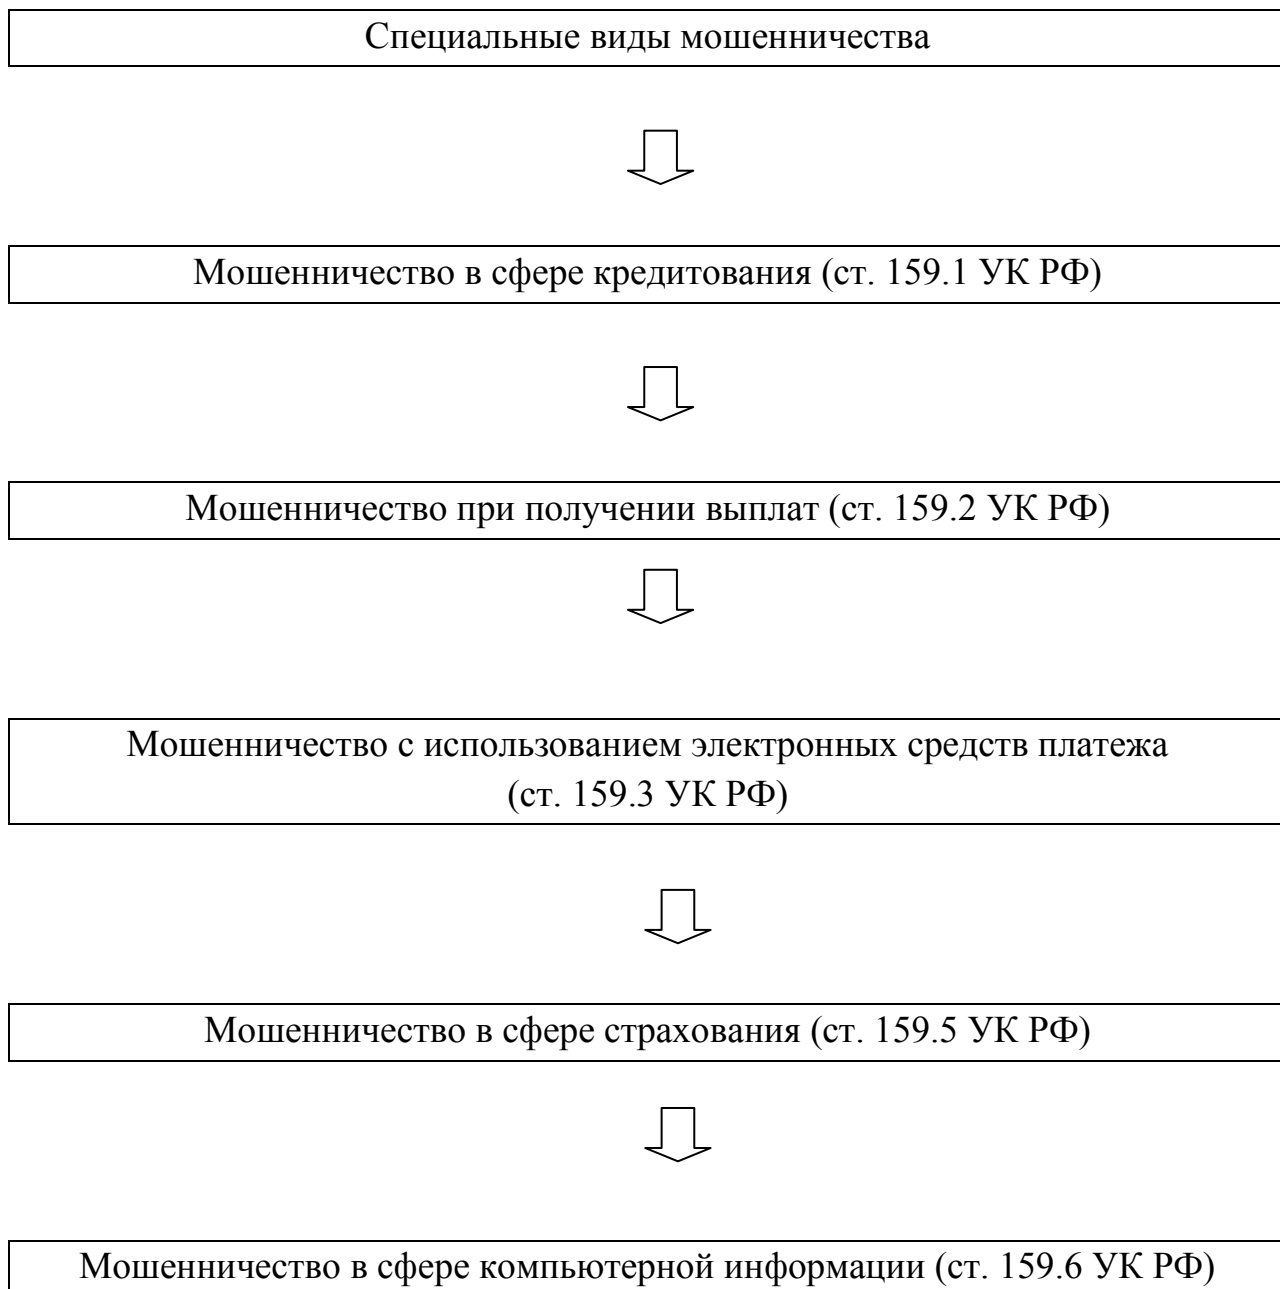 Специальные виды мошенничества
Мошенничество в сфере кредитования (ст. 159.1 УК РФ)
Мошенничество при получении выплат (ст. 159.2 УК РФ)
Мошенничество с использованием электронных средств платежа
(ст. 159.3 УК РФ)
Мошенничество в сфере страхования (ст. 159.5 УК РФ)
Мошенничество в сфере компьютерной информации (ст. 159.6 УК РФ)